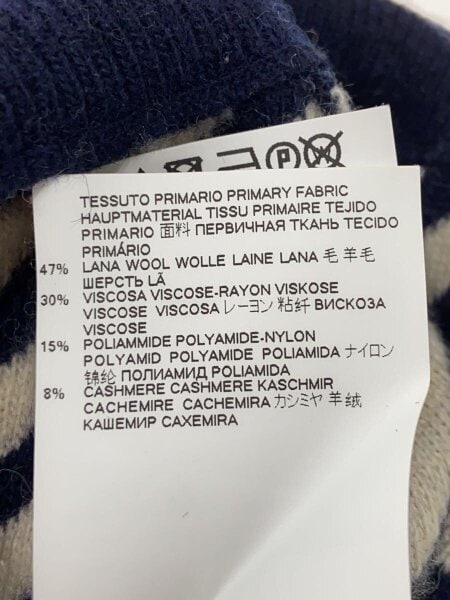 TESSUTO PRIMARIO PRIMARY FABRIC
HAUPTMATERIAL TISSU PRIMAIRE TEJIDO
PRIMARIO 面料 ПЕРВИЧНАЯ ТКАНЬ TECIDO
PRIMÁRIO
47% LANA WOOL WOLLE LAINE LANA 毛 羊毛
ШЕРСТЬ LÃ
30% VISCOSA VISCOSE-RAYON VISKOSE
VISCOSE VISCOSA レーヨン 粘纤 ВИСКОЗА
VISCOSE
15% POLIAMMIDE POLYAMIDE-NYLON
POLYAMID POLYAMIDE POLIAMIDA ナイロン
锦纶 ПОЛИАМИД POLIAMIDA
8% CASHMERE CASHMERE KASCHMIR
CACHEMIRE CACHEMIRA カシミヤ 羊绒
КАШЕМИР CAXEMIRA